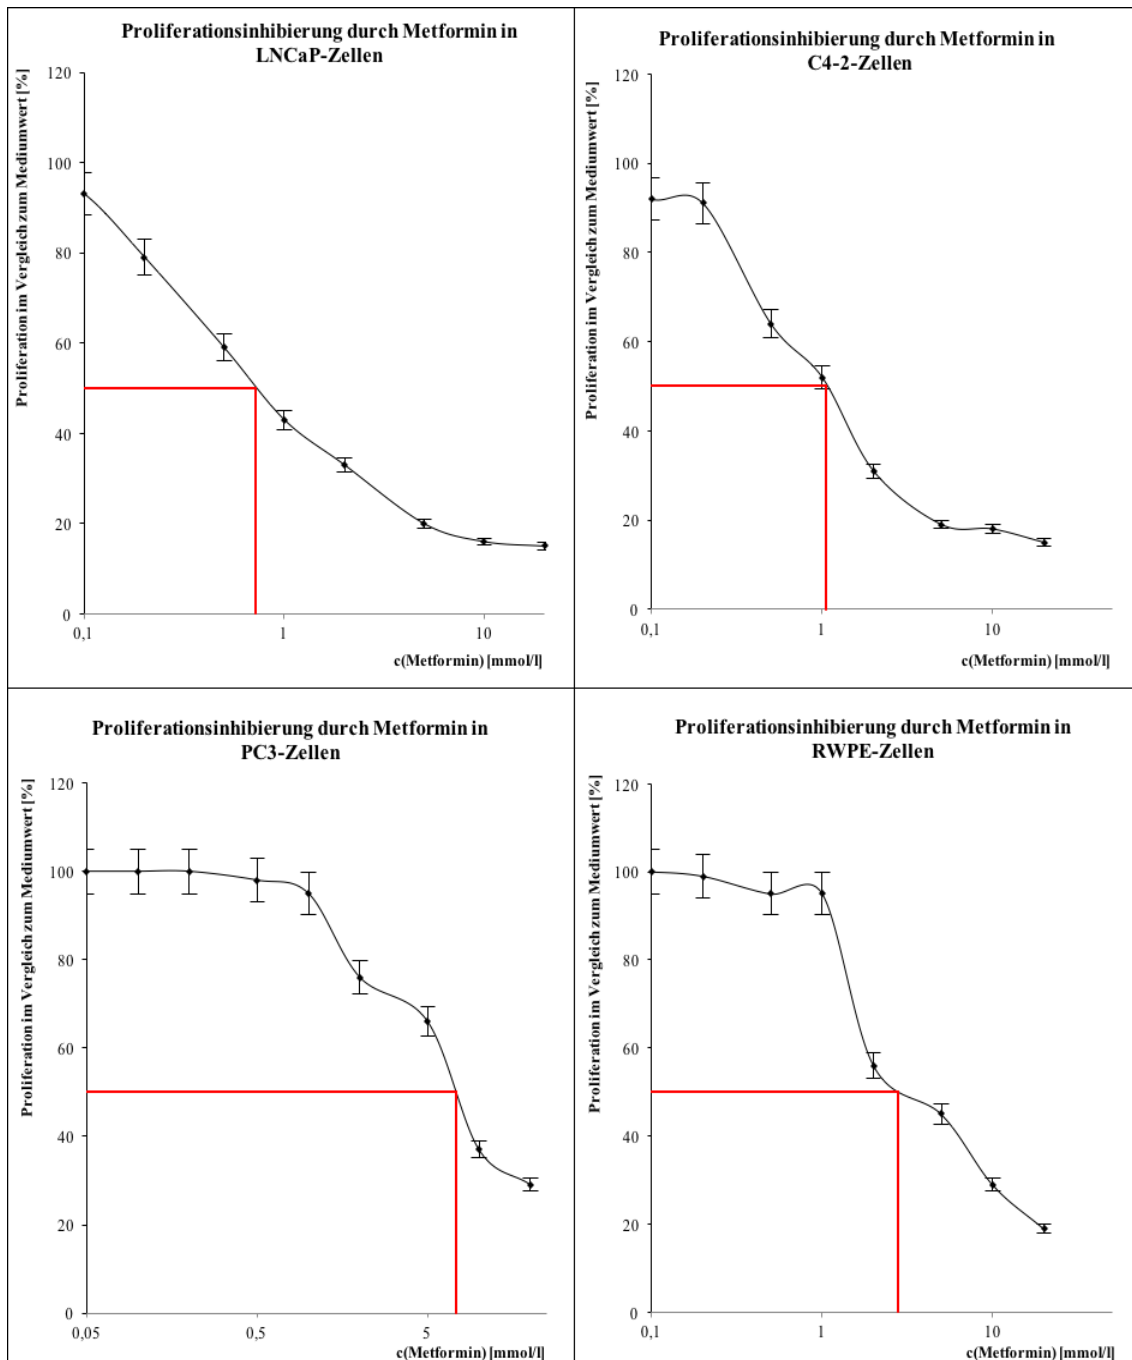 Proliferationsinhibierung durch Metformin in
LNCaP-Zellen
Proliferation im Vergleich zum Mediumwert [%]
120
100
80
60
40
20
0
0,1
1
10
c(Metformin) [mmol/l]
Proliferationsinhibierung durch Metformin in
C4-2-Zellen
Proliferation im Vergleich zum Mediumwert [%]
120
100
80
60
40
20
0
0,1
1
10
c(Metformin) [mmol/l]
Proliferationsinhibierung durch Metformin in
PC3-Zellen
Proliferation im Vergleich zum Mediumwert [%]
120
100
80
60
40
20
0
0,05
0,5
5
c(Metformin) [mmol/l]
Proliferationsinhibierung durch Metformin in
RWPE-Zellen
Proliferation im Vergleich zum Mediumwert [%]
120
100
80
60
40
20
0
0,1
1
10
c(Metformin) [mmol/l]